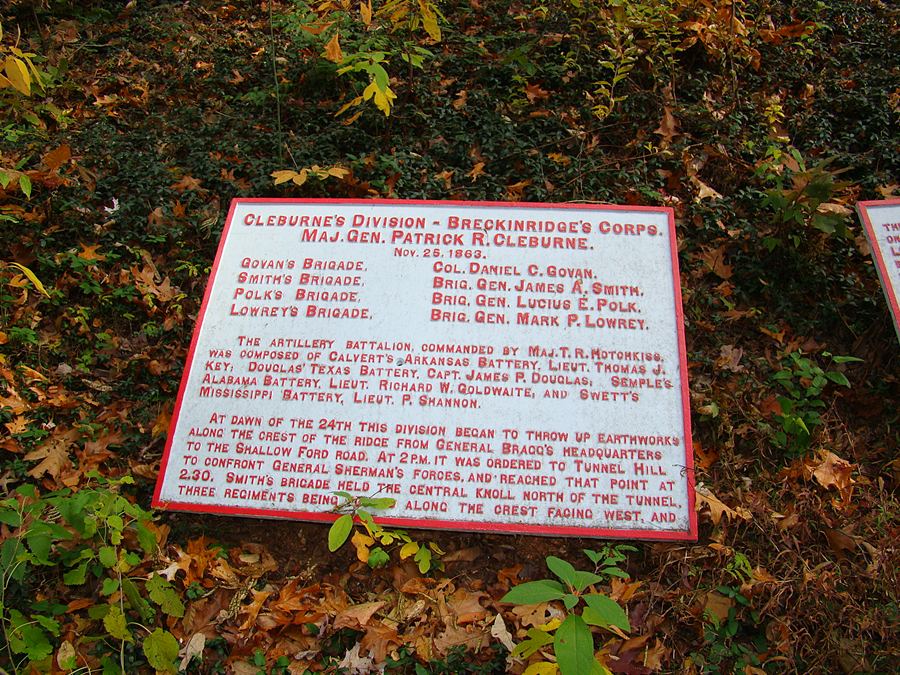 CLEBURNE'S DIVISION - BRECKINRIDGE'S CORPS.
MAJ. GEN. PATRICK R. CLEBURNE.
NOV. 25, 1863.
GOVAN'S BRIGADE, COL. DANIEL C. GOVAN.
SMITH'S BRIGADE, BRIG. GEN. JAMES A. SMITH.
POLK'S BRIGADE, BRIG. GEN. LUCIUS E. POLK.
LOWREY'S BRIGADE, BRIG. GEN. MARK P. LOWREY.
THE ARTILLERY BATTALION, COMMANDED BY MAJ. T. R. HOTCHKISS,
WAS COMPOSED OF CALVERT'S ARKANSAS BATTERY, LIEUT. THOMAS J.
KEY; DOUGLAS' TEXAS BATTERY, CAPT. JAMES P. DOUGLAS; SEMPLE'S
ALABAMA BATTERY, LIEUT. RICHARD W. GOLDWAITE, AND SWETT'S
MISSISSIPPI BATTERY, LIEUT. P. SHANNON.
AT DAWN OF THE 24TH THIS DIVISION BEGAN TO THROW UP EARTHWORKS
ALONG THE CREST OF THE RIDGE FROM GENERAL BRAGG'S HEADQUARTERS
TO THE SHALLOW FORD ROAD. AT 2 P.M. IT WAS ORDERED TO TUNNEL HILL
TO CONFRONT GENERAL SHERMAN'S FORCES, AND REACHED THAT POINT AT
2.30. SMITH'S BRIGADE HELD THE CENTRAL KNOLL NORTH OF THE TUNNEL,
THREE REGIMENTS BEING ALONG THE CREST FACING WEST, AND